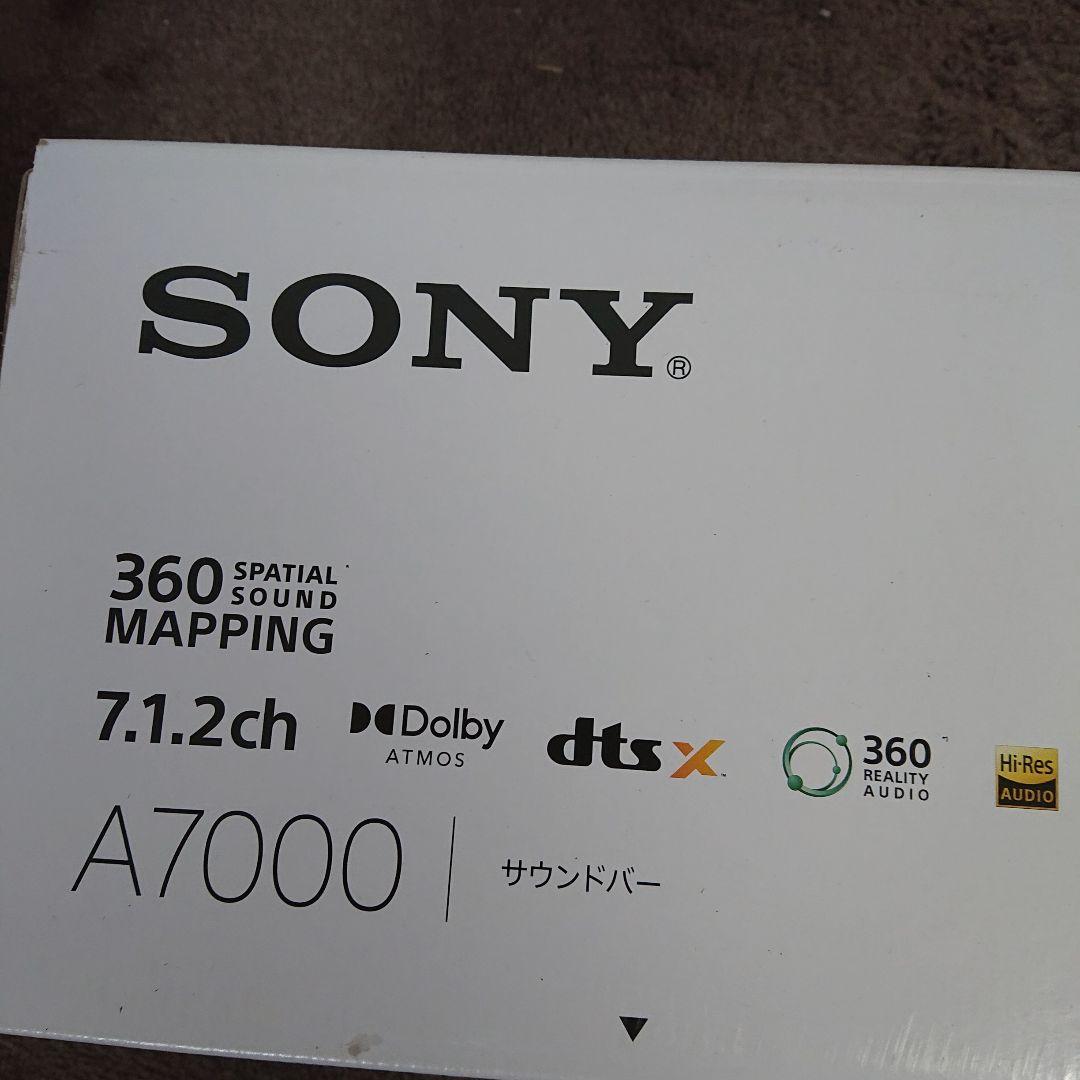 SONY®
360 SPATIAL SOUND MAPPING
7.1.2ch
Dolby ATMOS
dts X
360 REALITY AUDIO
Hi-Res AUDIO
A7000
サウンドバー